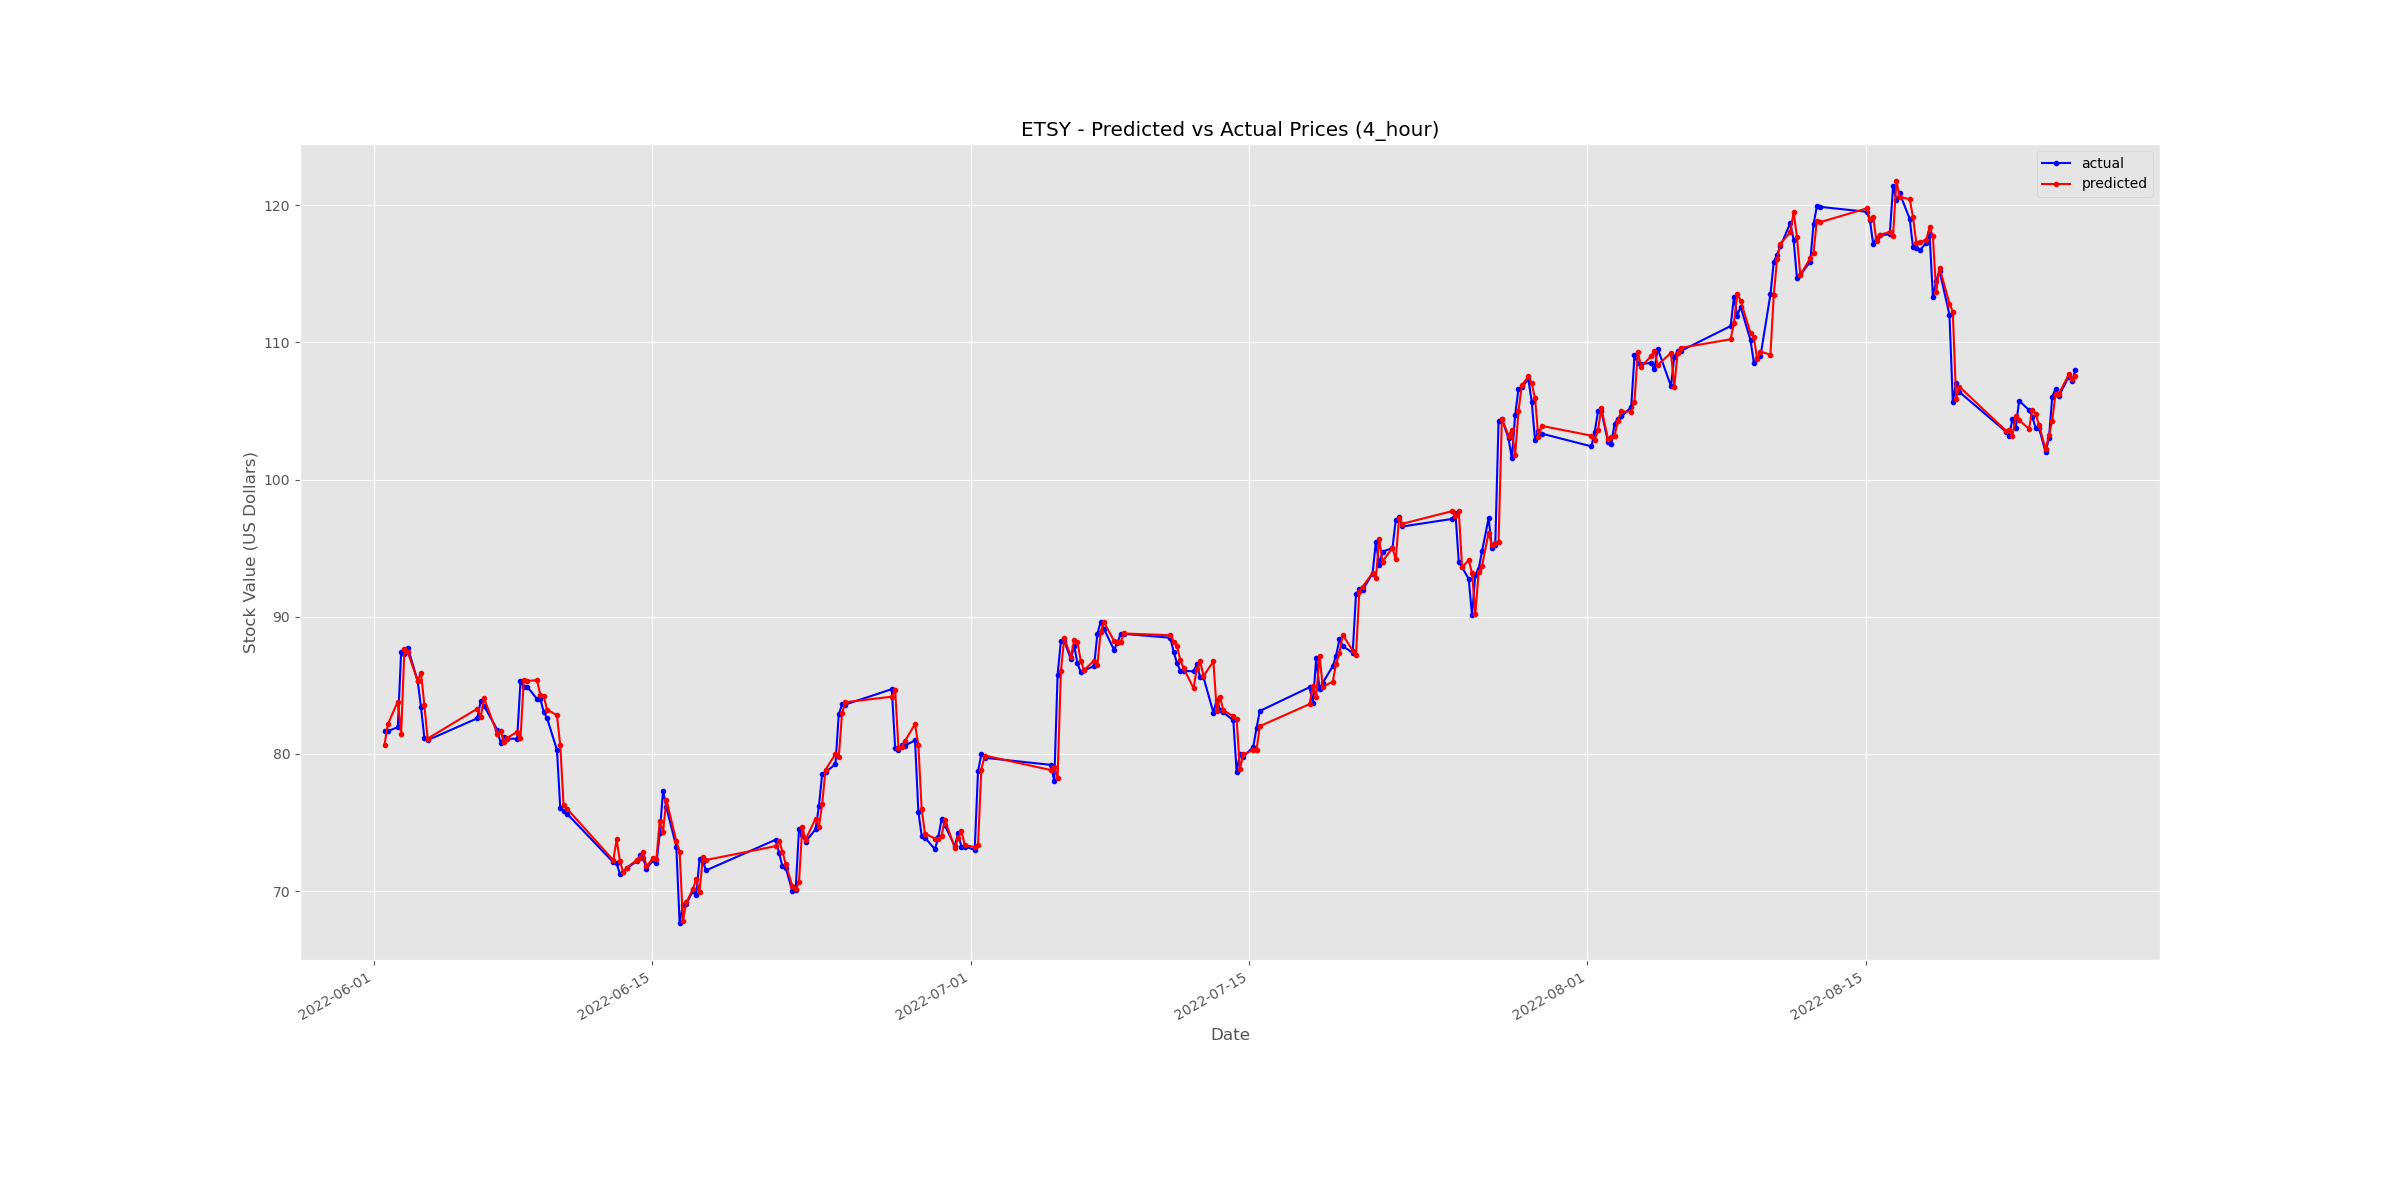 ETSY - Predicted vs Actual Prices (4_hour)
actual
predicted
120
110
100
90
80
70
Stock Value (US Dollars)
2022-06-01
2022-06-15
2022-07-01
2022-07-15
2022-08-01
2022-08-15
Date